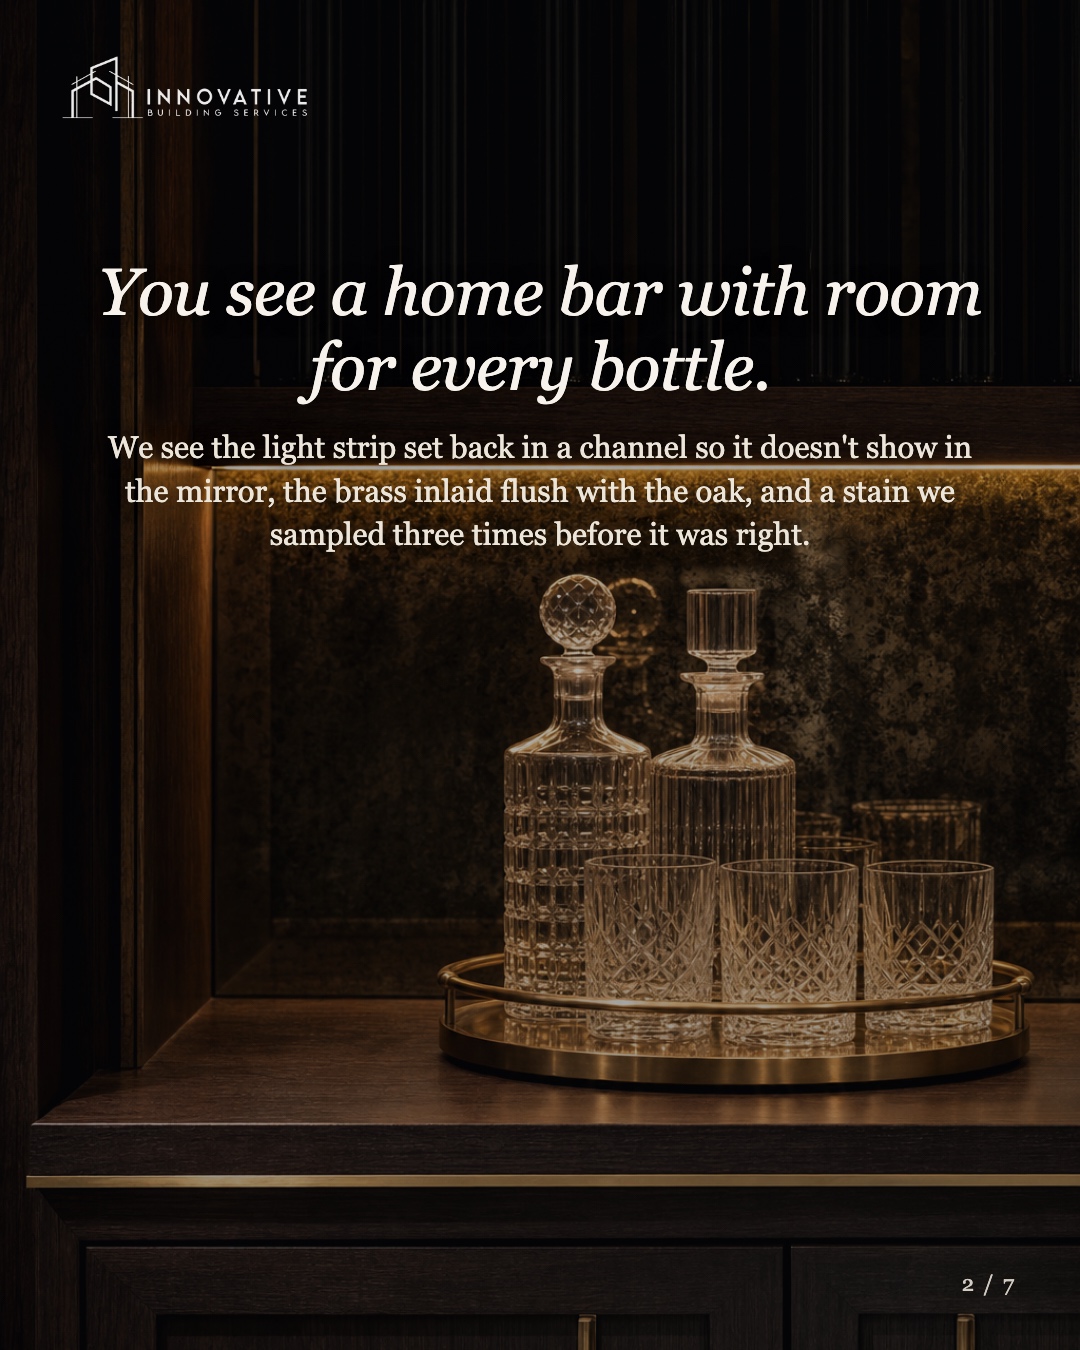 INNOVATIVE
BUILDING SERVICES
You see a home bar with room
for every bottle.
We see the light strip set back in a channel so it doesn't show in
the mirror, the brass inlaid flush with the oak, and a stain we
sampled three times before it was right.
2 / 7